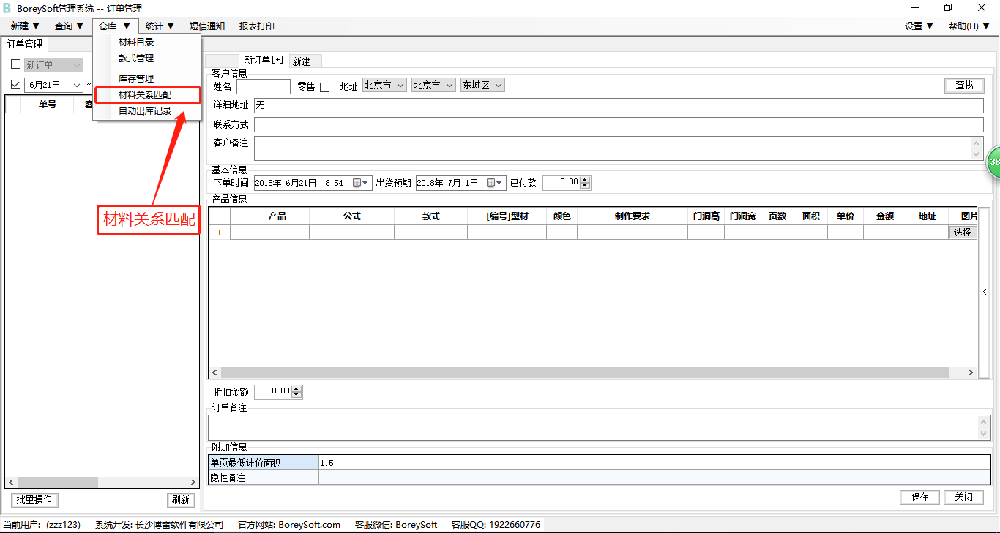 B BoreySoft管理系统 -- 订单管理
新建 ▼ 查询 ▼ 仓库 ▼ 统计 ▼ 短信通知 报表打印 设置 ▼ 帮助(H) ▼
订单管理
材料目录
款式管理
库存管理
材料关系匹配
自动出库记录
新订单
6月21日 ~
单号
材料关系匹配
批量操作 刷新
新订单[+] 新建
客户信息
姓名 零售 地址 北京市 北京市 东城区 查找
详细地址 无
联系方式
客户备注
基本信息
下单时间 2018年 6月21日 8:54 出货预期 2018年 7月 1日 已付款 0.00
产品信息
产品 公式 款式 [编号]型材 颜色 制作要求 门洞高 门洞宽 页数 面积 单价 金额 地址 图片
+ 选择.
折扣金额 0.00
订单备注
附加信息
单页最低计价面积 1.5
隐性备注
保存 关闭
38
当前用户: (zzz123) 系统开发: 长沙博雷软件有限公司 官方网站: BoreySoft.com 客服微信: BoreySoft 客服QQ: 1922660776